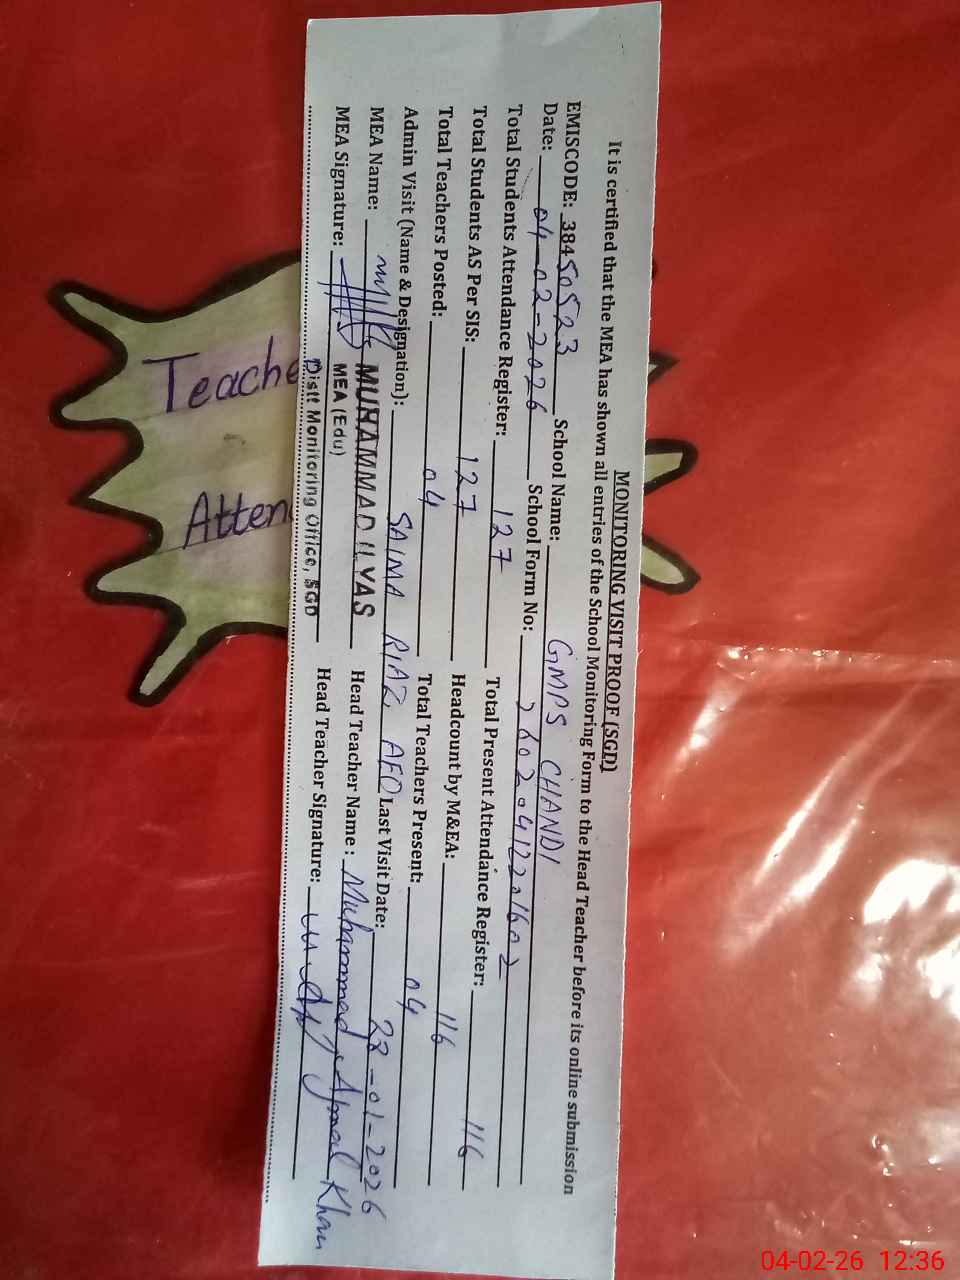 MONITORING VISIT PROOF (SGD)
It is certified that the MEA has shown all entries of the School Monitoring Form to the Head Teacher before its online submission
EMISCODE: 38450523 School Name: GMPS CHANDI
Date: 04-02-2026 School Form No: 26020412201602
Total Students Attendance Register: 127 Total Present Attendance Register: 116
Total Students AS Per SIS: 127 Headcount by M&EA: 116
Total Teachers Posted: 04 Total Teachers Present: 04
Admin Visit (Name & Designation): SAIMA RIAZ AEO Last Visit Date: 28-01-2026
MEA Name: MUHAMMAD ILYAS Head Teacher Name: Muhammad Ajmal Khan
MEA Signature: MEA (Edu) Head Teacher Signature:
Distt Monitoring Office, SGD
Teache
Atten
04-02-26 12:36